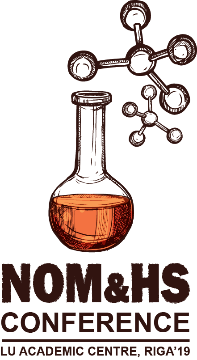 NOM&HS
CONFERENCE
LU ACADEMIC CENTRE, RIGA'19